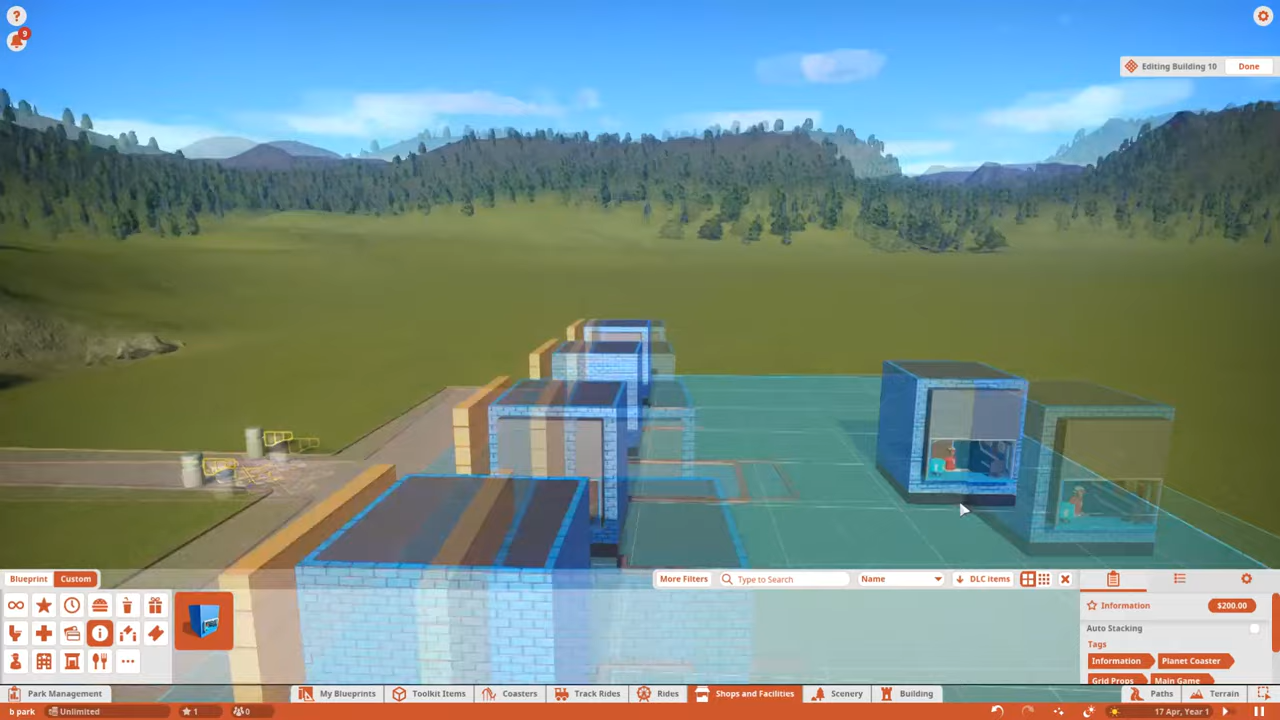 ?
9
Editing Building 10 Done
Blueprint Custom More Filters Type to Search Name DLC items
Information $200.00
Auto Stacking
Tags
Information Planet Coaster
Grid Props Main Game
Park Management My Blueprints Toolkit Items Coasters Track Rides Rides Shops and Facilities Scenery Building Paths Terrain
b park Unlimited 1 0 17 Apr, Year 1